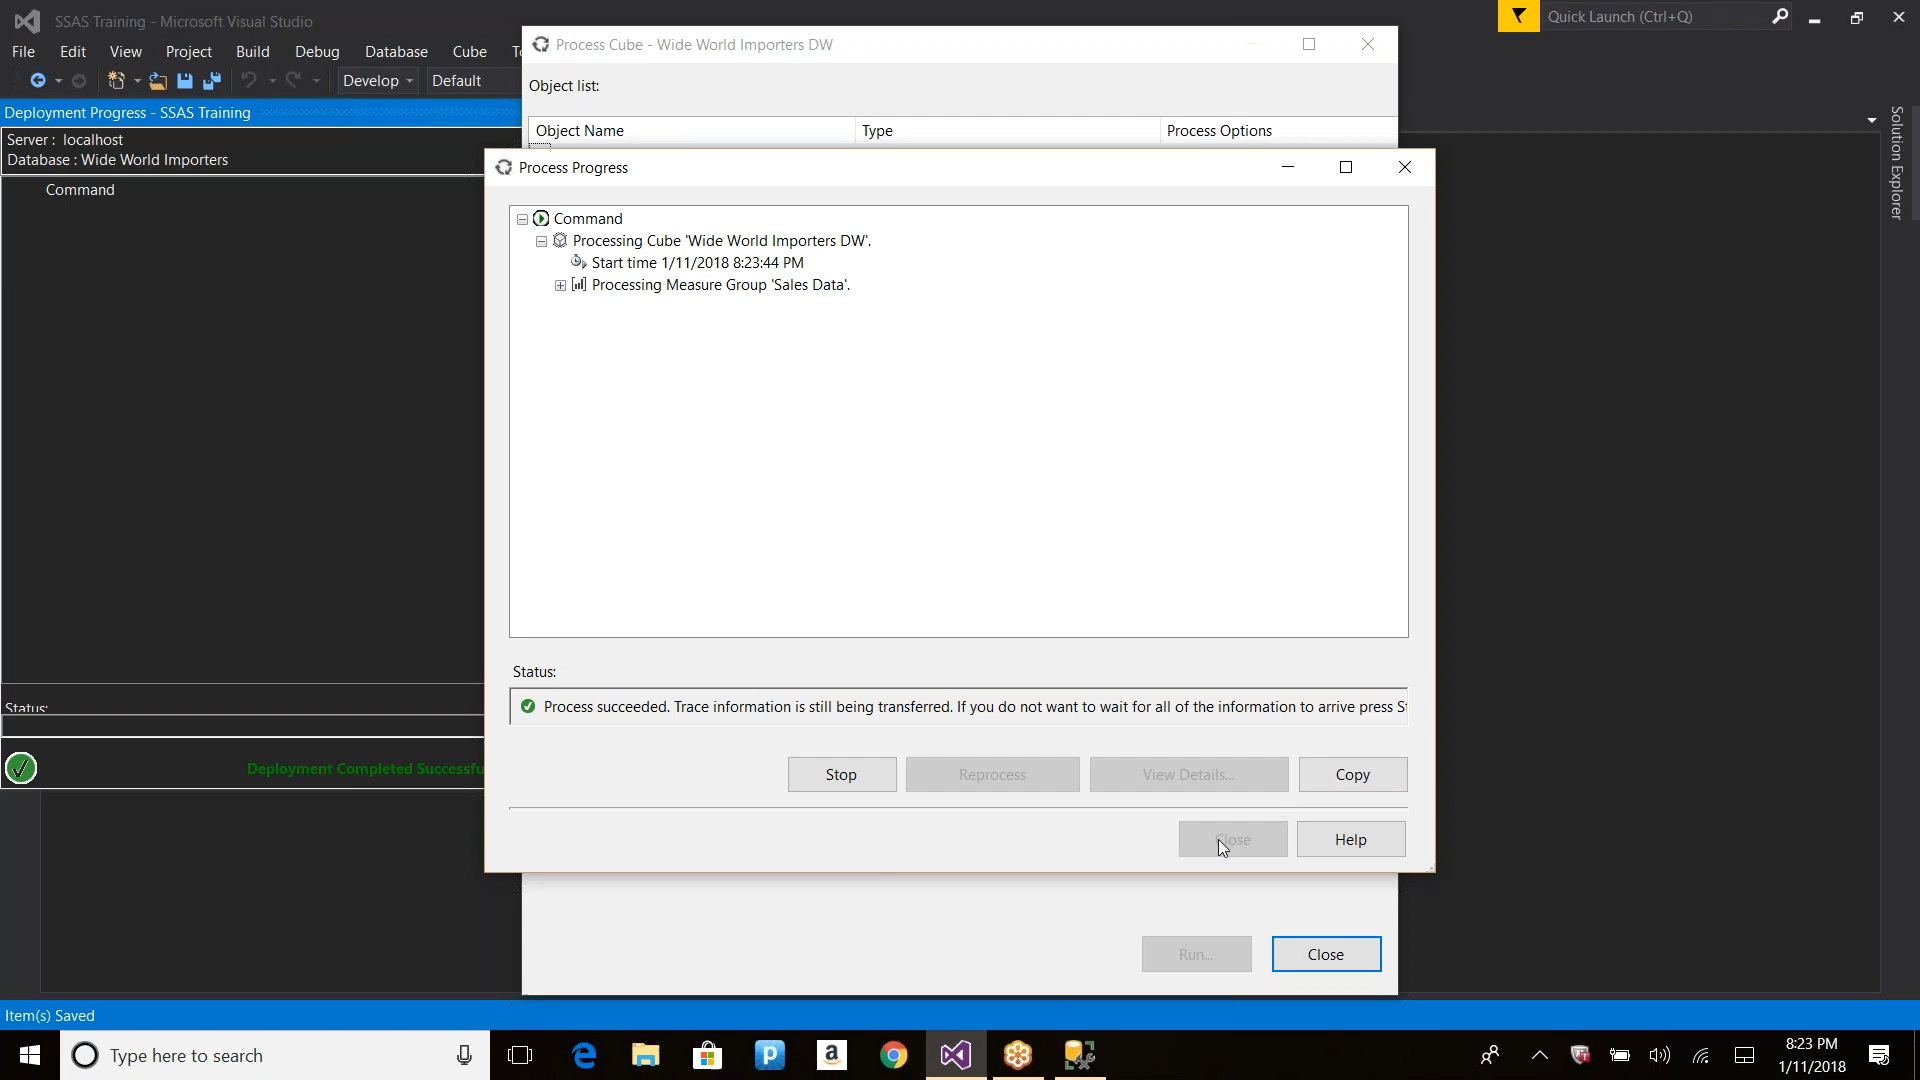 SSAS Training - Microsoft Visual Studio
Quick Launch (Ctrl+Q)
File Edit View Project Build Debug Database Cube
Develop Default
Deployment Progress - SSAS Training
Server : localhost
Database : Wide World Importers
Command
Status:
Deployment Completed
Process Cube - Wide World Importers DW
Object list:
Object Name Type Process Options
Process Progress
Command
Processing Cube 'Wide World Importers DW'.
Start time 1/11/2018 8:23:44 PM
Processing Measure Group 'Sales Data'.
Status:
Process succeeded. Trace information is still being transferred. If you do not want to wait for all of the information to arrive press
Stop Reprocess View Details... Copy
Close Help
Run... Close
Solution Explorer
Item(s) Saved
Type here to search
8:23 PM
1/11/2018